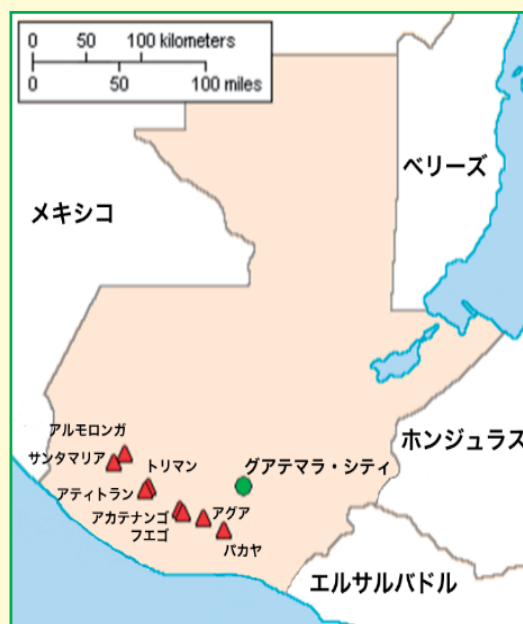 0 50 100 kilometers
0 50 100 miles
ベリーズ
メキシコ
アルモロンガ
ホンジュラス
サンタマリア
トリマン
グアテマラ・シティ
アティトラン
アカテナンゴ
アグア
フエゴ
パカヤ
エルサルバドル